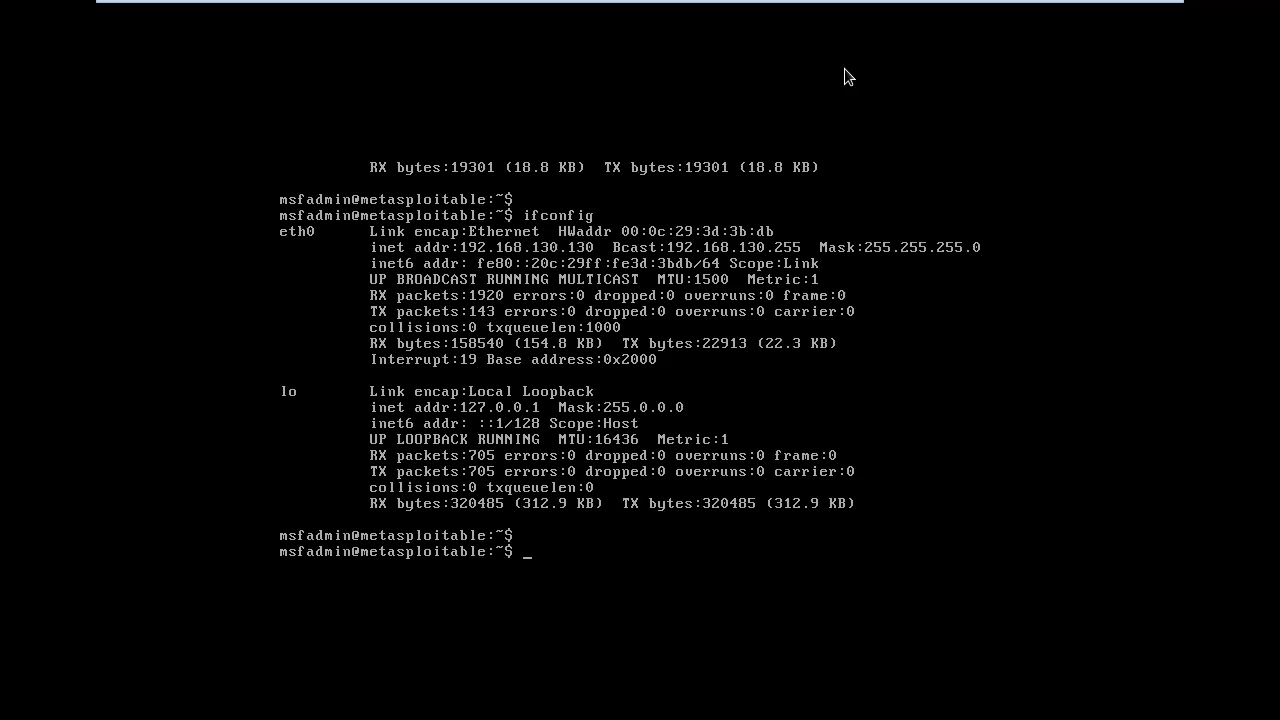 RX bytes:19301 (18.8 KB)  TX bytes:19301 (18.8 KB)
msfadmin@metasploitable:~$
msfadmin@metasploitable:~$ ifconfig
eth0      Link encap:Ethernet  HWaddr 00:0c:29:3d:3b:db
inet addr:192.168.130.130  Bcast:192.168.130.255  Mask:255.255.255.0
inet6 addr: fe80::20c:29ff:fe3d:3bdb/64 Scope:Link
UP BROADCAST RUNNING MULTICAST  MTU:1500  Metric:1
RX packets:1920 errors:0 dropped:0 overruns:0 frame:0
TX packets:143 errors:0 dropped:0 overruns:0 carrier:0
collisions:0 txqueuelen:1000
RX bytes:158540 (154.8 KB)  TX bytes:22913 (22.3 KB)
Interrupt:19 Base address:0x2000
lo        Link encap:Local Loopback
inet addr:127.0.0.1  Mask:255.0.0.0
inet6 addr: ::1/128 Scope:Host
UP LOOPBACK RUNNING  MTU:16436  Metric:1
RX packets:705 errors:0 dropped:0 overruns:0 frame:0
TX packets:705 errors:0 dropped:0 overruns:0 carrier:0
collisions:0 txqueuelen:0
RX bytes:320485 (312.9 KB)  TX bytes:320485 (312.9 KB)
msfadmin@metasploitable:~$
msfadmin@metasploitable:~$ _